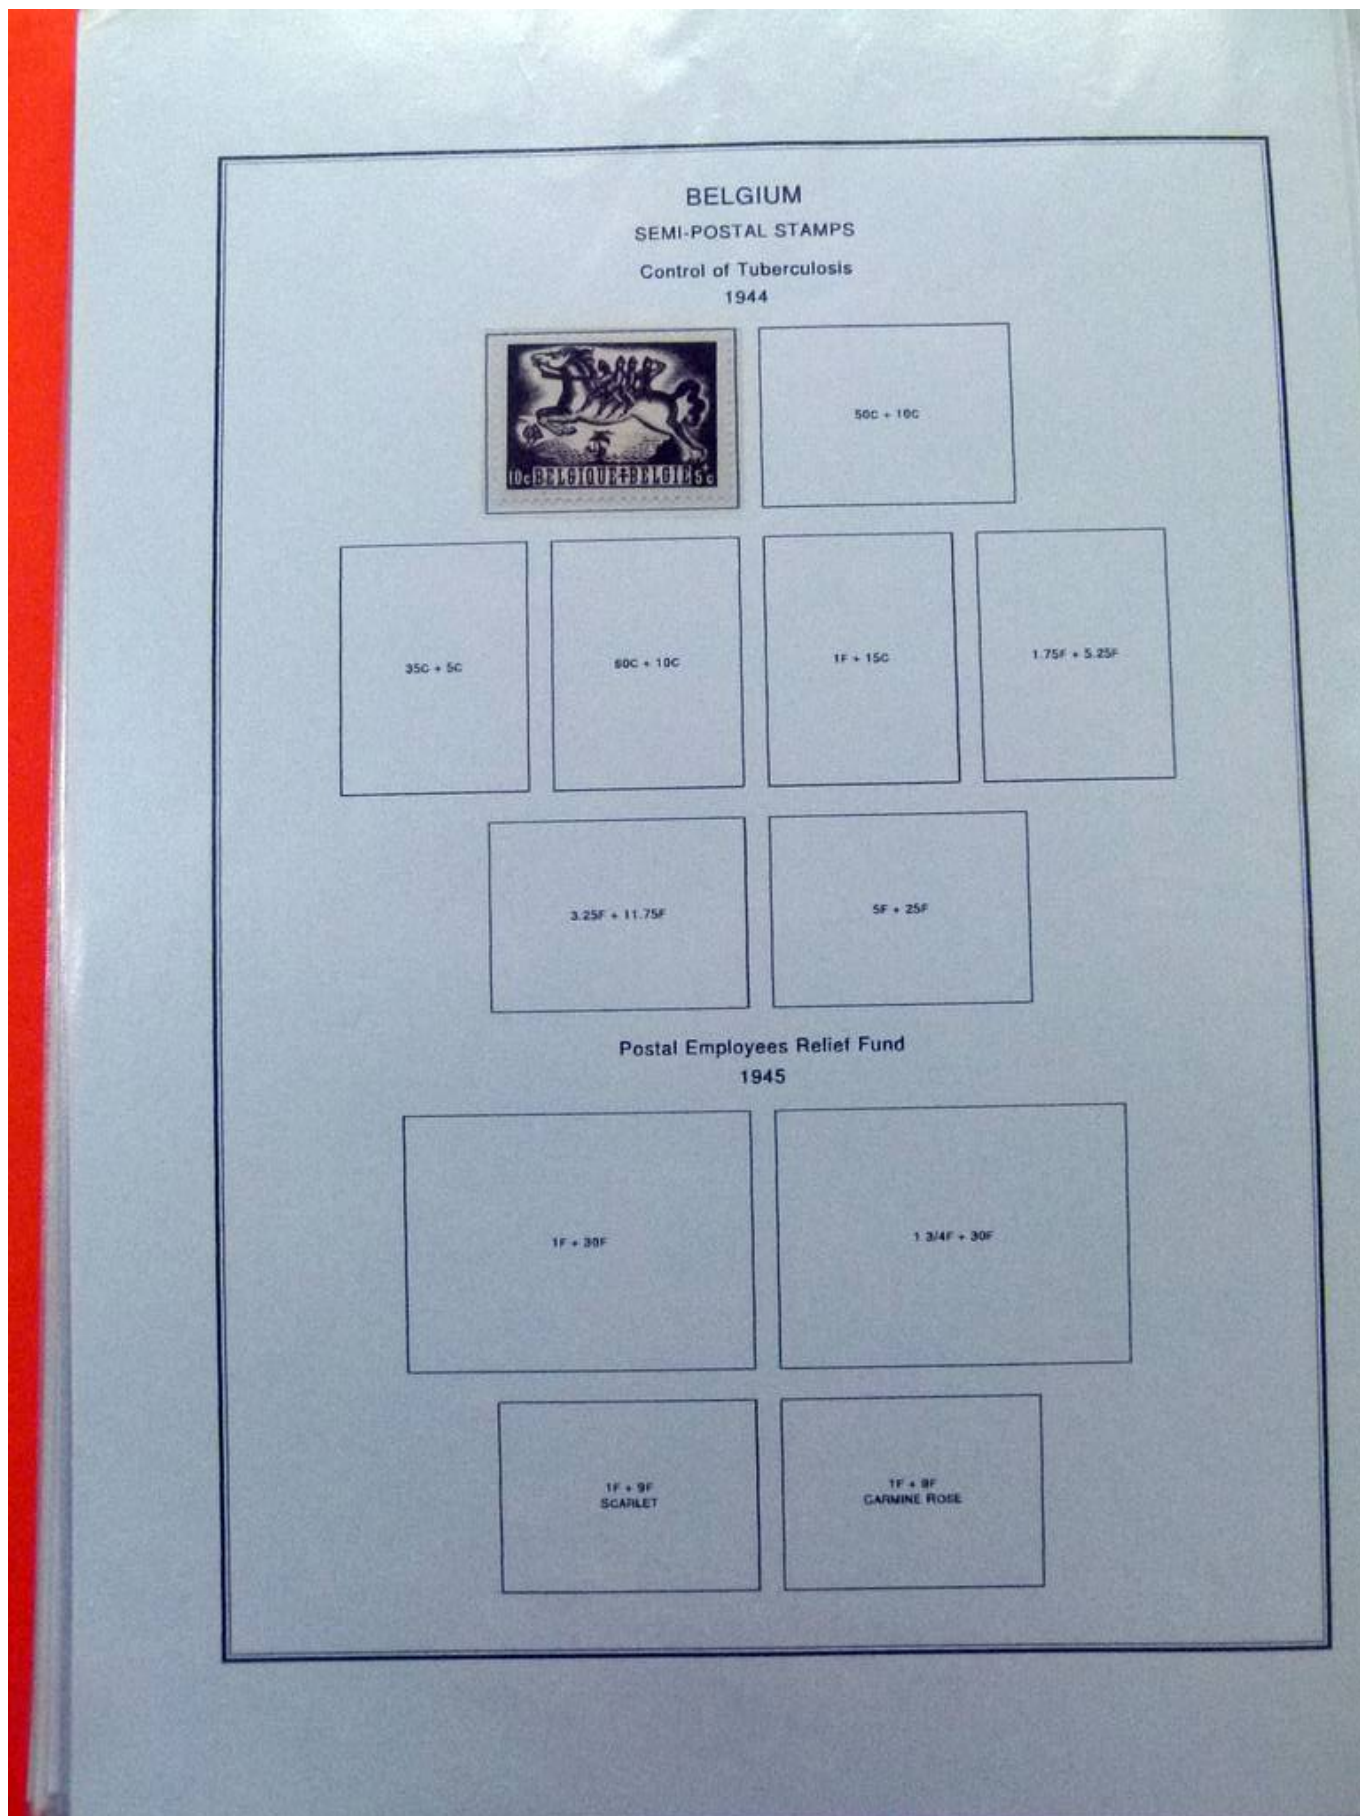 BELGIUM
SEMI-POSTAL STAMPS
Control of Tuberculosis
1944
10c BELGIQUE‡BELGIE 5c
50C + 10C
35C + 5C
60C + 10C
1F + 15C
1.75F + 5.25F
3.25F + 11.75F
5F + 25F
Postal Employees Relief Fund
1945
1F + 30F
1 3/4F + 30F
1F + 9F
SCARLET
1F + 9F
CARMINE ROSE